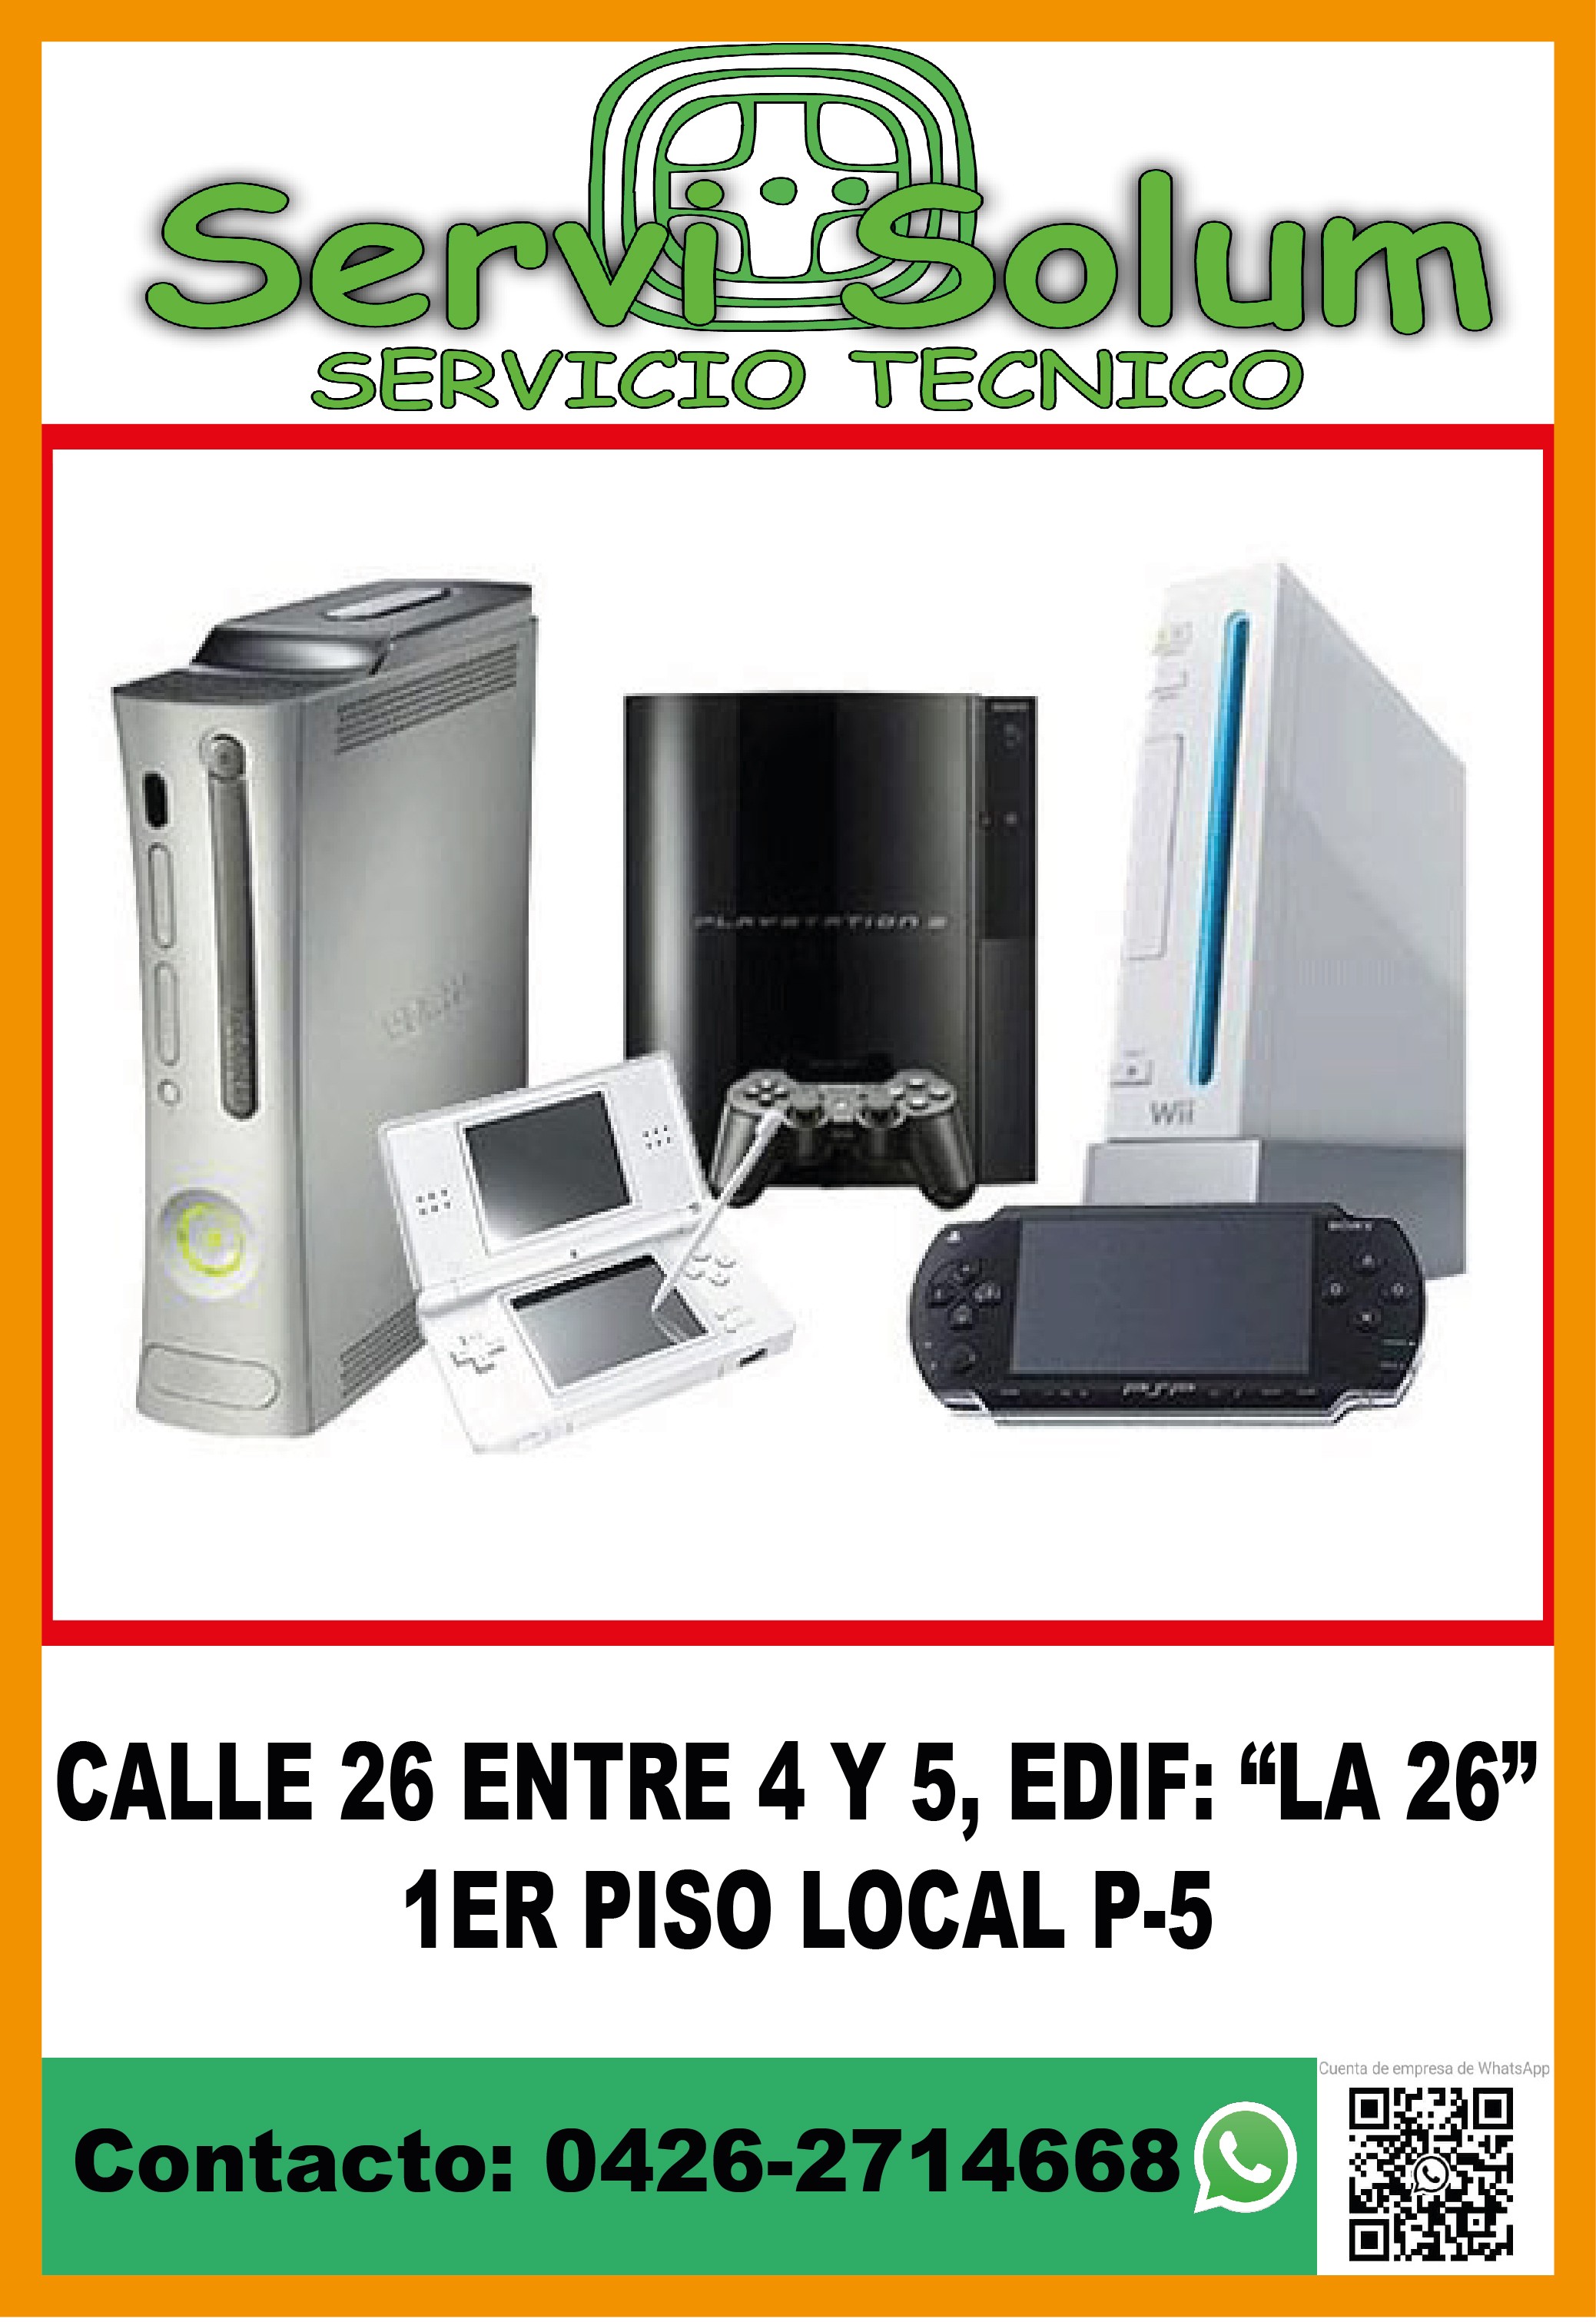 Servi Solum
SERVICIO TECNICO
PLAYSTATION 3
Wii
SONY
PSP
CALLE 26 ENTRE 4 Y 5, EDIF: “LA 26”
1ER PISO LOCAL P-5
Cuenta de empresa de WhatsApp
Contacto: 0426-2714668